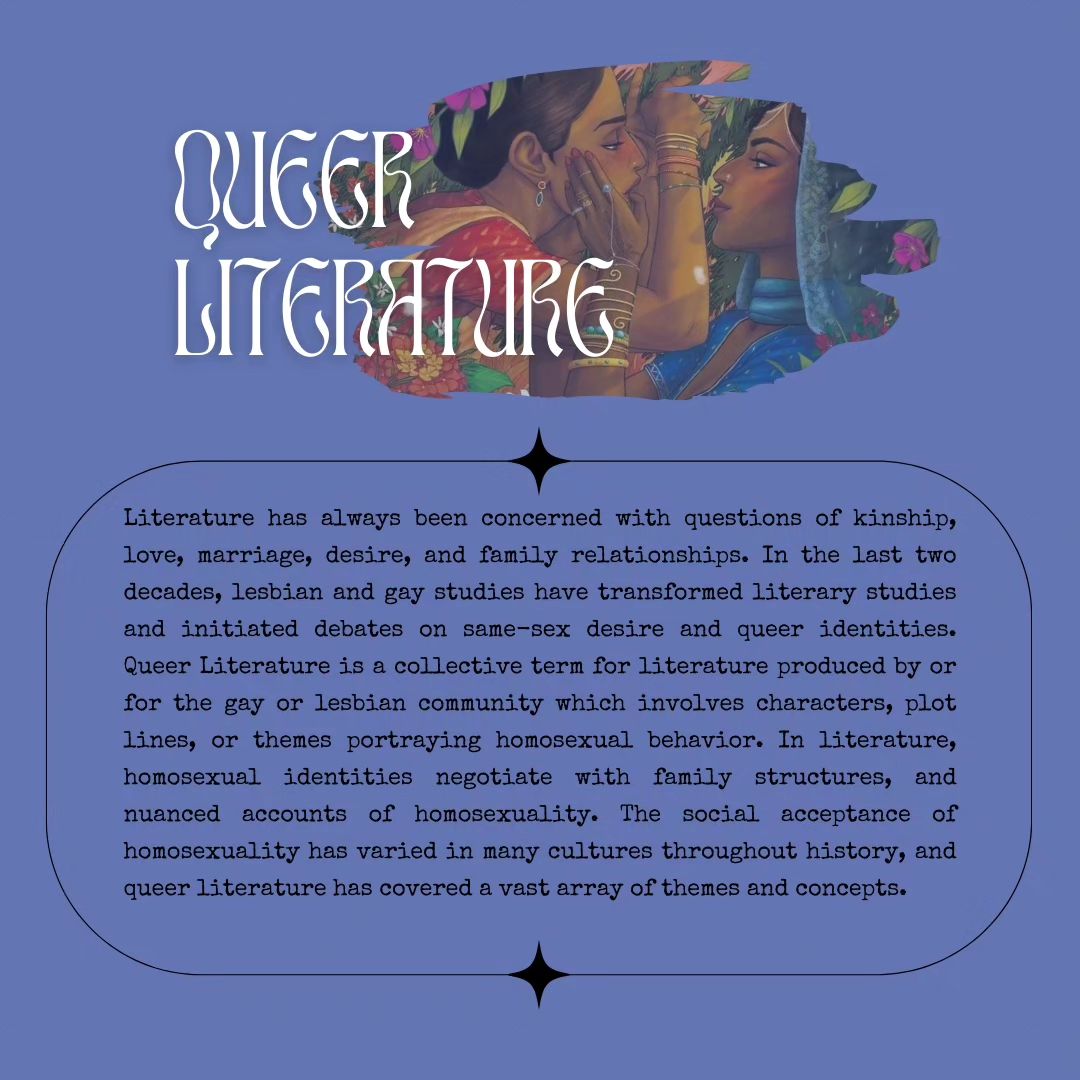 QUEER
LITERATURE
Literature has always been concerned with questions of kinship,
love, marriage, desire, and family relationships. In the last two
decades, lesbian and gay studies have transformed literary studies
and initiated debates on same-sex desire and queer identities.
Queer Literature is a collective term for literature produced by or
for the gay or lesbian community which involves characters, plot
lines, or themes portraying homosexual behavior. In literature,
homosexual identities negotiate with family structures, and
nuanced accounts of homosexuality. The social acceptance of
homosexuality has varied in many cultures throughout history, and
queer literature has covered a vast array of themes and concepts.